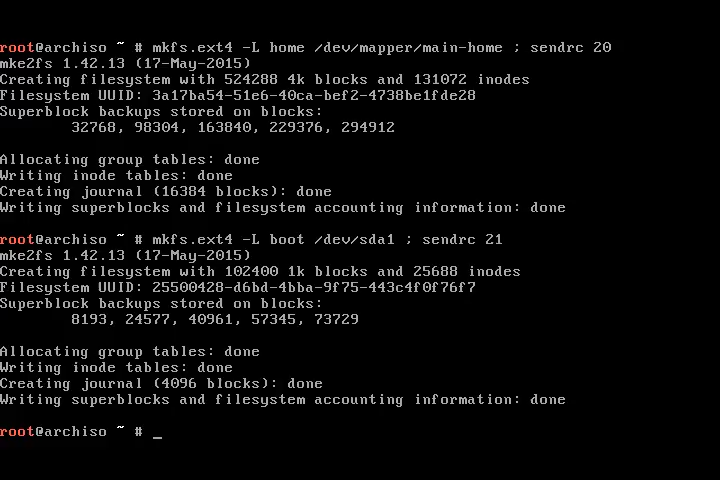 root@archiso ~ # mkfs.ext4 -L home /dev/mapper/main-home ; sendrc 20
mke2fs 1.42.13 (17-May-2015)
Creating filesystem with 524288 4k blocks and 131072 inodes
Filesystem UUID: 3a17ba54-51e6-40ca-bef2-4738be1fde28
Superblock backups stored on blocks:
        32768, 98304, 163840, 229376, 294912

Allocating group tables: done
Writing inode tables: done
Creating journal (16384 blocks): done
Writing superblocks and filesystem accounting information: done

root@archiso ~ # mkfs.ext4 -L boot /dev/sda1 ; sendrc 21
mke2fs 1.42.13 (17-May-2015)
Creating filesystem with 102400 1k blocks and 25688 inodes
Filesystem UUID: 25500428-d6bd-4bba-9f75-443c4f0f76f7
Superblock backups stored on blocks:
        8193, 24577, 40961, 57345, 73729

Allocating group tables: done
Writing inode tables: done
Creating journal (4096 blocks): done
Writing superblocks and filesystem accounting information: done

root@archiso ~ # _